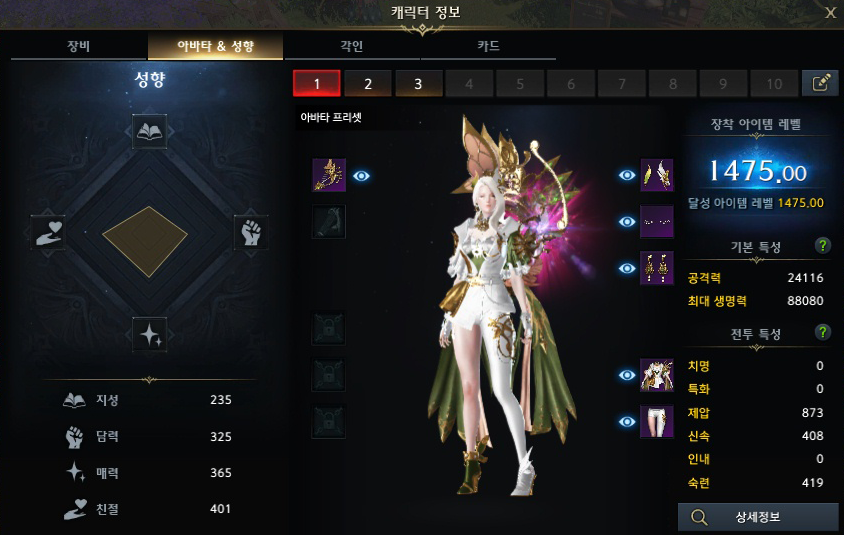 캐릭터 정보
X
장비
아바타 & 성향
각인
카드
성향
1 2 3 4 5 6 7 8 9 10
아바타 프리셋
장착 아이템 레벨
1475.00
달성 아이템 레벨 1475.00
기본 특성 ?
공격력 24116
최대 생명력 88080
전투 특성 ?
치명 0
특화 0
제압 873
신속 408
인내 0
숙련 419
상세정보
지성 235
담력 325
매력 365
친절 401